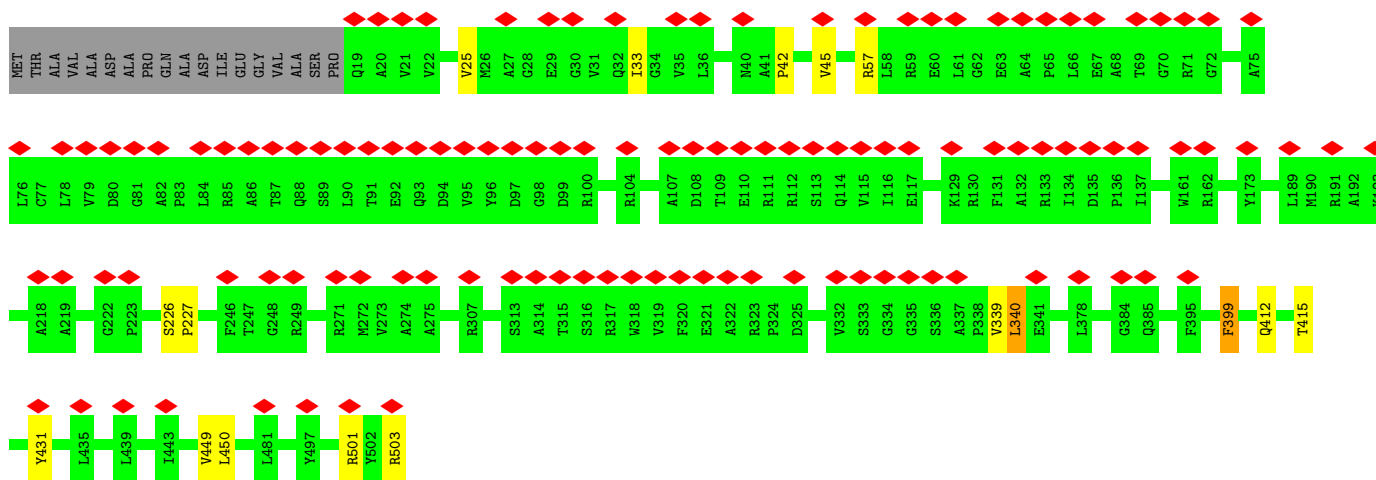 MET THR ALA VAL ALA ASP ALA PRO GLN ALA ASP ILE GLU GLY VAL ALA SER PRO Q19 A20 V21 V22 V25 M26 A27 G28 E29 G30 V31 Q32 I33 G34 V35 L36 N40 A41 P42 V45 R57 L58 R59 E60 L61 G62 E63 A64 P65 L66 E67 A68 T69 G70 R71 G72 A75
L76 C77 L78 V79 D80 G81 A82 P83 L84 R85 A86 T87 Q88 S89 L90 T91 E92 Q93 D94 V95 Y96 D97 G98 D99 R100 R104 A107 D108 T109 E110 R111 R112 S113 Q114 V115 I116 E117 K129 R130 F131 A132 R133 I134 D135 P136 I137 W161 R162 Y173 L189 M190 R191 A192
A218 A219 G222 P223 S226 P227 F246 T247 G248 R249 R271 M272 V273 A274 A275 R307 S313 A314 T315 S316 R317 W318 V319 F320 E321 A322 R323 P324 D325 V332 S333 G334 G335 S336 A337 P338 V339 L340 E341 L378 G384 Q385 F395 F399 Q412 T415
Y431 L435 L439 I443 V449 L450 L481 Y497 R501 Y502 R503